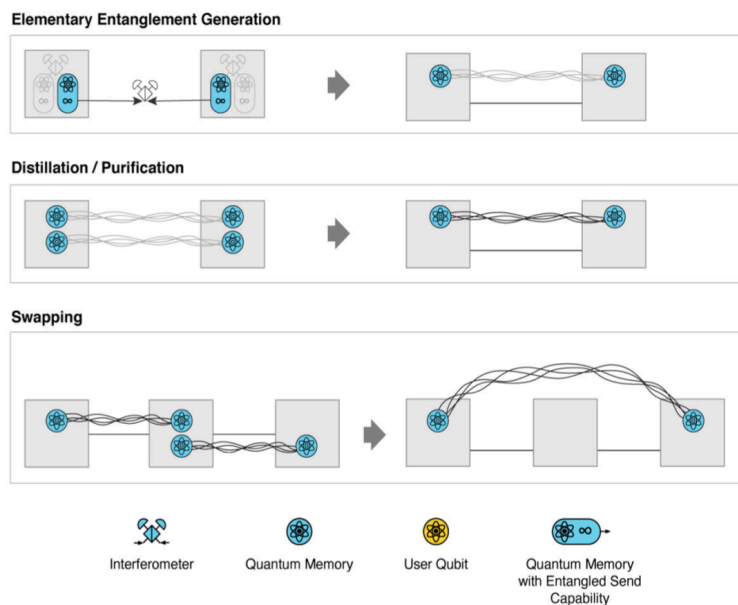 Elementary Entanglement Generation
Distillation / Purification
Swapping
Interferometer
Quantum Memory
User Qubit
Quantum Memory
with Entangled Send
Capability